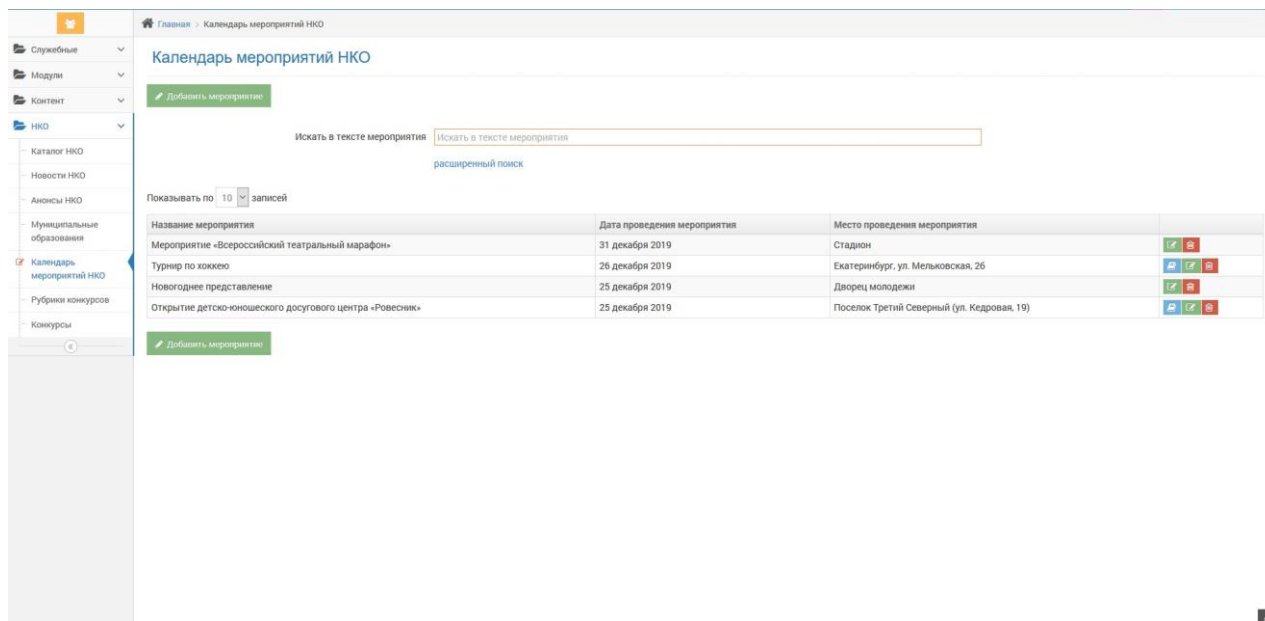 Главная > Календарь мероприятий НКО
Служебные
Модули
Контент
НКО
Каталог НКО
Новости НКО
Анонсы НКО
Муниципальные
образования
Календарь
мероприятий НКО
Рубрики конкурсов
Конкурсы
Календарь мероприятий НКО
Добавить мероприятие
Искать в тексте мероприятия Искать в тексте мероприятия
расширенный поиск
Показывать по 10 записей
Название мероприятия Дата проведения мероприятия Место проведения мероприятия
Мероприятие «Всероссийский театральный марафон» 31 декабря 2019 Стадион
Турнир по хоккею 26 декабря 2019 Екатеринбург, ул. Мельковская, 2б
Новогоднее представление 25 декабря 2019 Дворец молодежи
Открытие детско-юношеского досугового центра «Ровесник» 25 декабря 2019 Поселок Третий Северный (ул. Кедровая, 19)
Добавить мероприятие